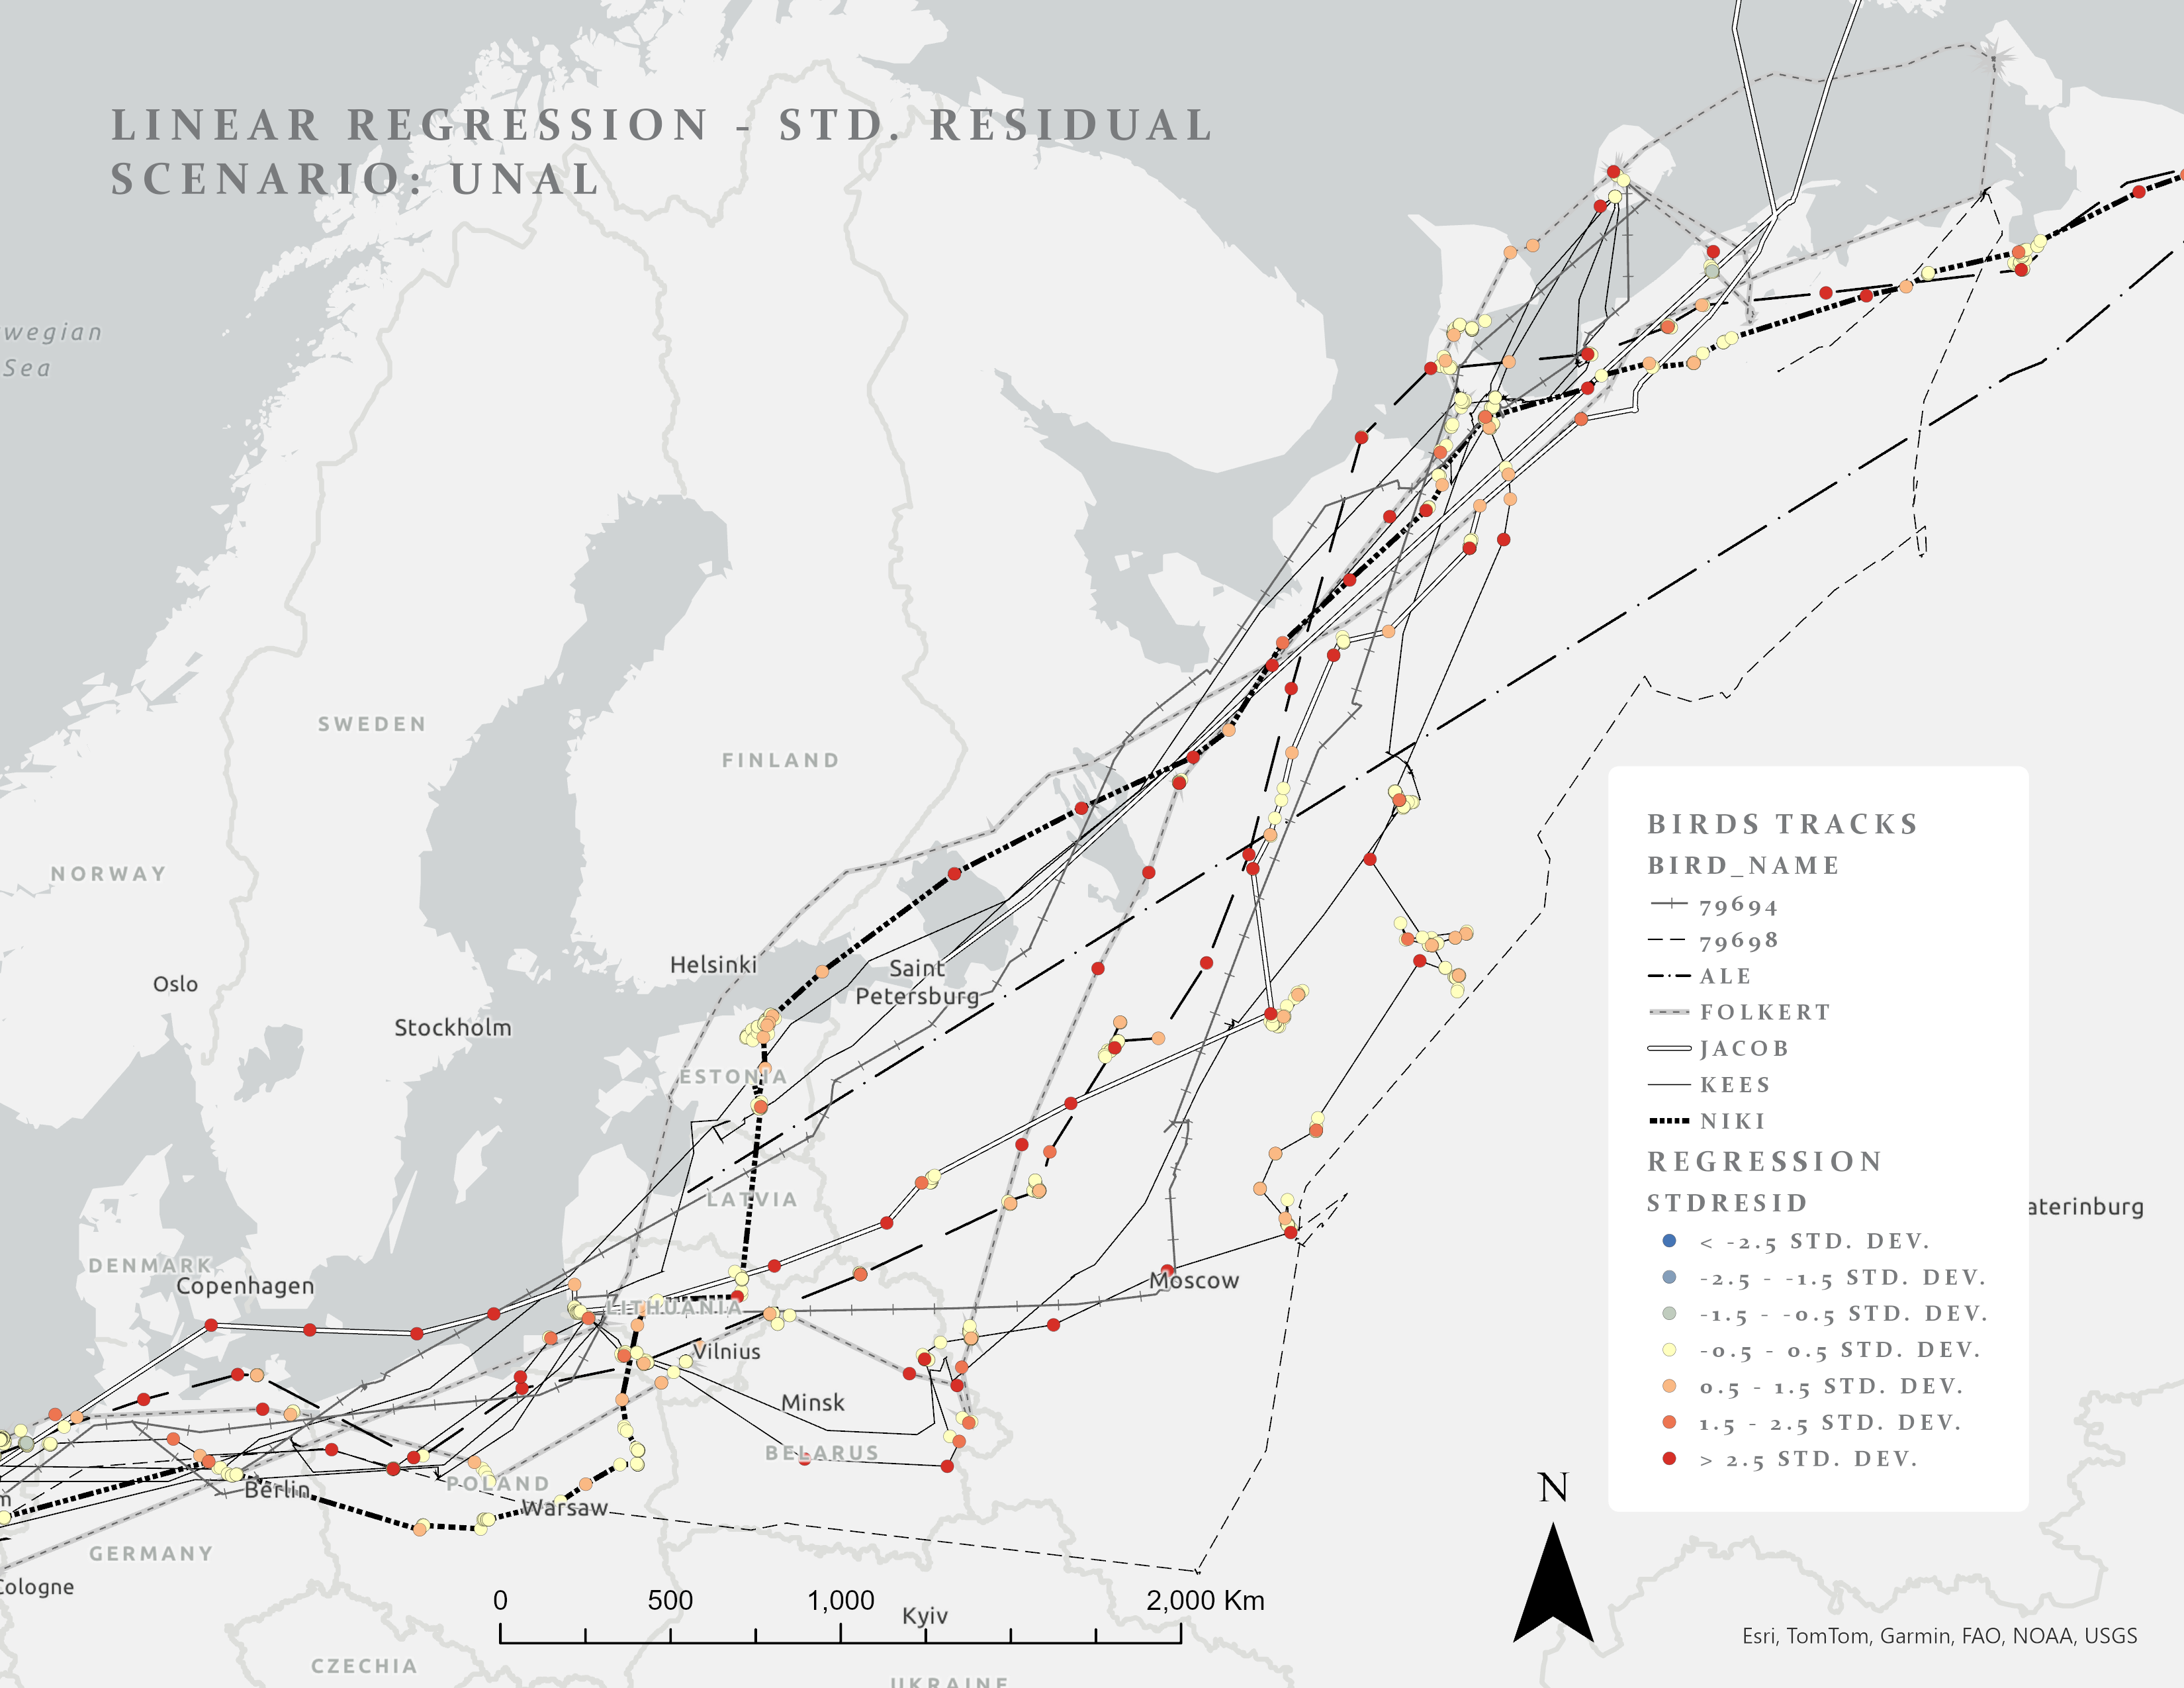 LINEAR REGRESSION - STD. RESIDUAL
SCENARIO: UNAL
wegian
Sea
SWEDEN
FINLAND
NORWAY
Helsinki
Saint
Petersburg
Oslo
Stockholm
ESTONIA
LATVIA
DENMARK
Copenhagen
LITHUANIA
Moscow
Vilnius
Minsk
BELARUS
POLAND
Berlin
Warsaw
GERMANY
Cologne
Kyiv
CZECHIA
UKRAINE
aterinburg
BIRDS TRACKS
BIRD_NAME
79694
79698
ALE
FOLKERT
JACOB
KEES
NIKI
REGRESSION
STDRESID
< -2.5 STD. DEV.
-2.5 - -1.5 STD. DEV.
-1.5 - -0.5 STD. DEV.
-0.5 - 0.5 STD. DEV.
0.5 - 1.5 STD. DEV.
1.5 - 2.5 STD. DEV.
> 2.5 STD. DEV.
N
0 500 1,000 2,000 Km
Esri, TomTom, Garmin, FAO, NOAA, USGS